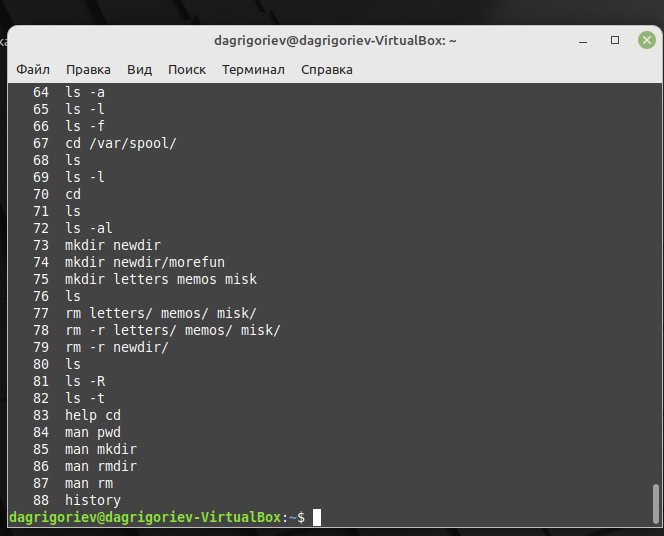 ка
dagrigoriev@dagrigoriev-VirtualBox: ~
Файл Правка Вид Поиск Терминал Справка
64 ls -a
65 ls -l
66 ls -f
67 cd /var/spool/
68 ls
69 ls -l
70 cd
71 ls
72 ls -al
73 mkdir newdir
74 mkdir newdir/morefun
75 mkdir letters memos misk
76 ls
77 rm letters/ memos/ misk/
78 rm -r letters/ memos/ misk/
79 rm -r newdir/
80 ls
81 ls -R
82 ls -t
83 help cd
84 man pwd
85 man mkdir
86 man rmdir
87 man rm
88 history
dagrigoriev@dagrigoriev-VirtualBox:~$